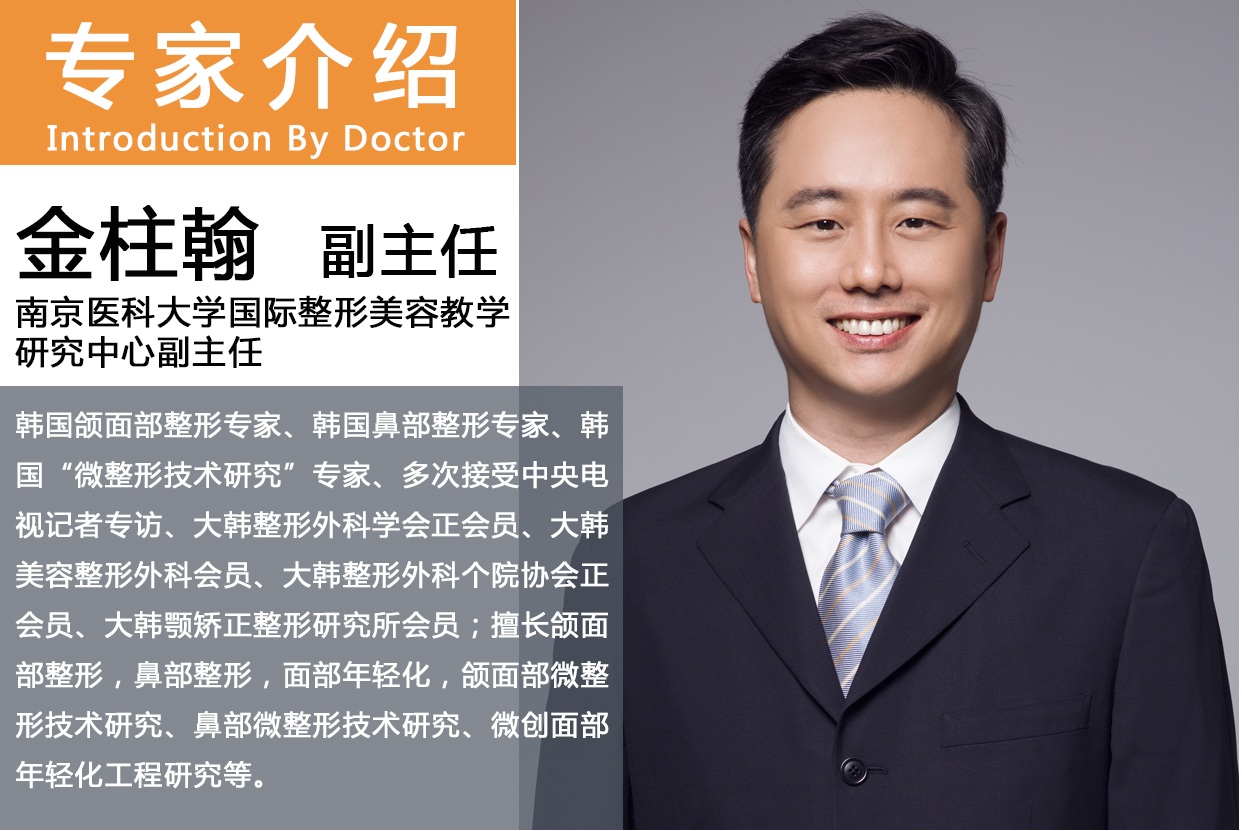 专家介绍
Introduction By Doctor
金柱翰 副主任
南京医科大学国际整形美容教学
研究中心副主任
韩国颌面部整形专家、韩国鼻部整形专家、韩
国“微整形技术研究”专家、多次接受中央电
视记者专访、大韩整形外科学会正会员、大韩
美容整形外科会员、大韩整形外科个院协会正
会员、大韩颚矫正整形研究所会员；擅长颌面
部整形，鼻部整形，面部年轻化，颌面部微整
形技术研究、鼻部微整形技术研究、微创面部
年轻化工程研究等。